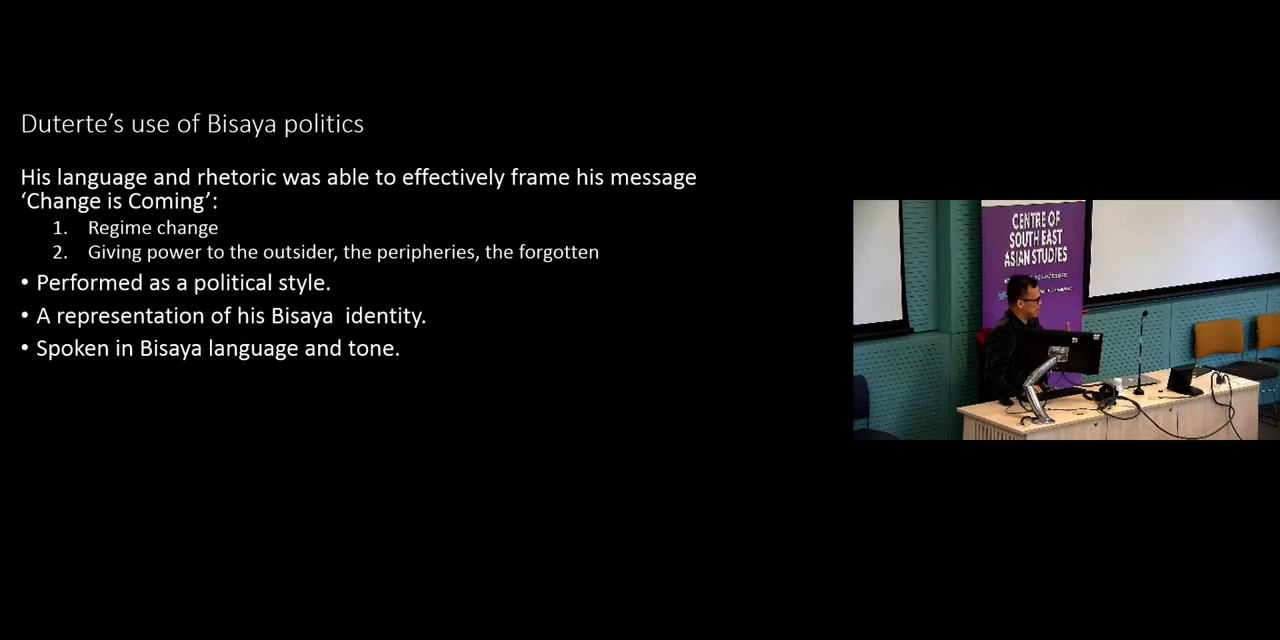 Duterte’s use of Bisaya politics
His language and rhetoric was able to effectively frame his message
‘Change is Coming’:
1. Regime change
2. Giving power to the outsider, the peripheries, the forgotten
• Performed as a political style.
• A representation of his Bisaya  identity.
• Spoken in Bisaya language and tone.
CENTRE OF
SOUTH EAST
ASIAN STUDIES